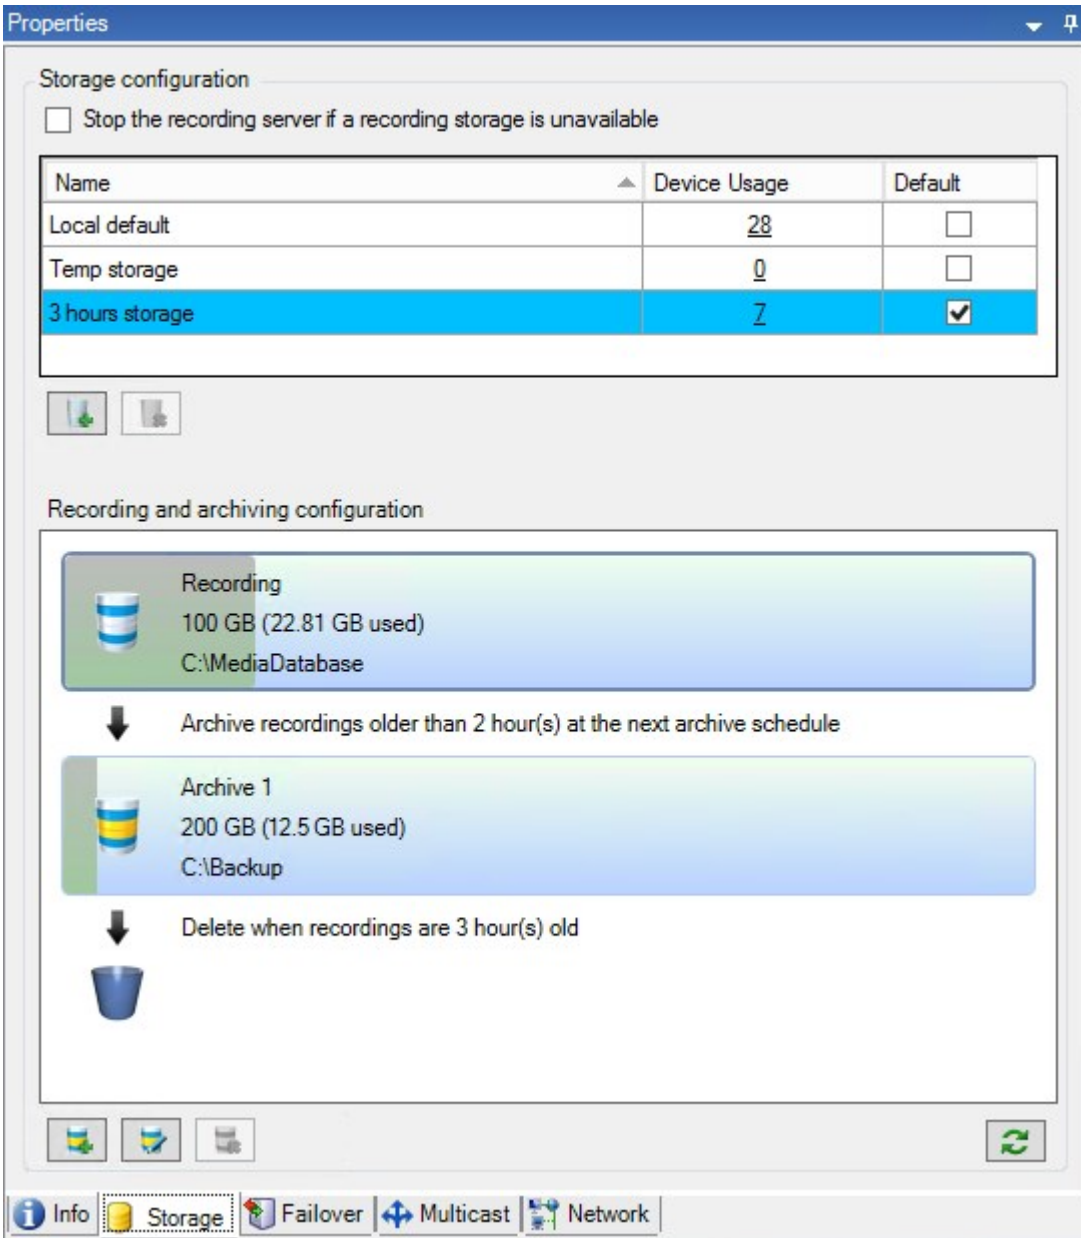 Properties
Storage configuration
Stop the recording server if a recording storage is unavailable
Name Device Usage Default
Local default 28
Temp storage 0
3 hours storage 7
Recording and archiving configuration
Recording
100 GB (22.81 GB used)
C:\MediaDatabase
Archive recordings older than 2 hour(s) at the next archive schedule
Archive 1
200 GB (12.5 GB used)
C:\Backup
Delete when recordings are 3 hour(s) old
Info Storage Failover Multicast Network